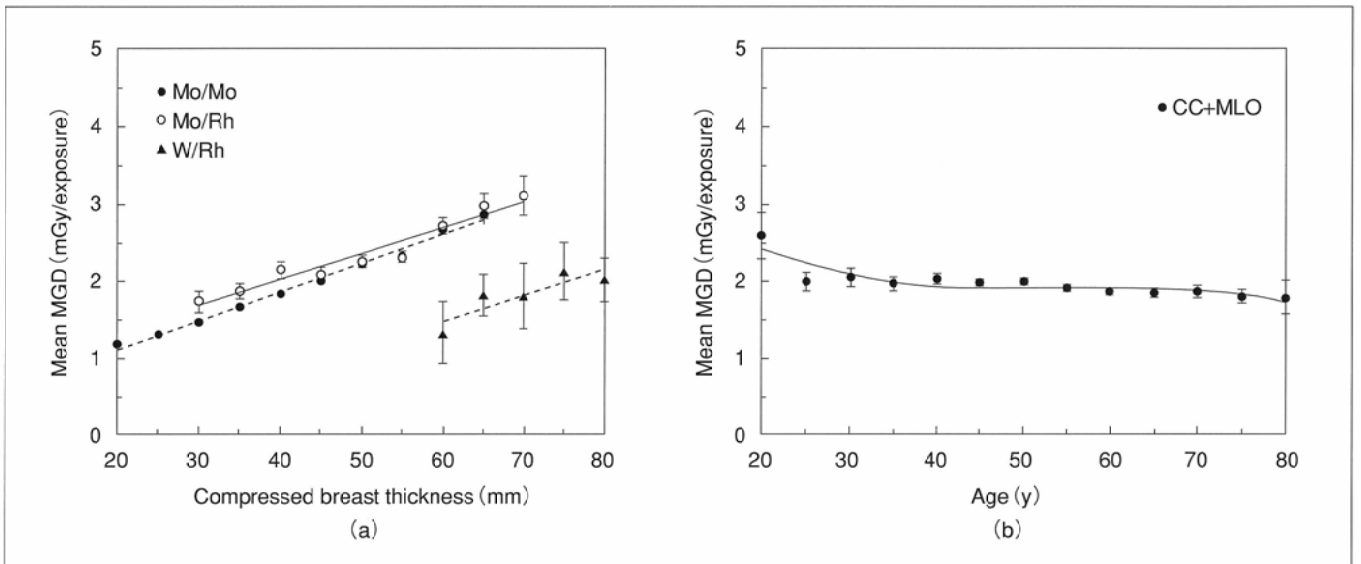 5
4
3
2
1
0
Mean MGD (mGy/exposure)
Mo/Mo
Mo/Rh
W/Rh
20 30 40 50 60 70 80
Compressed breast thickness (mm)
(a)
5
4
3
2
1
0
Mean MGD (mGy/exposure)
CC+MLO
20 30 40 50 60 70 80
Age (y)
(b)